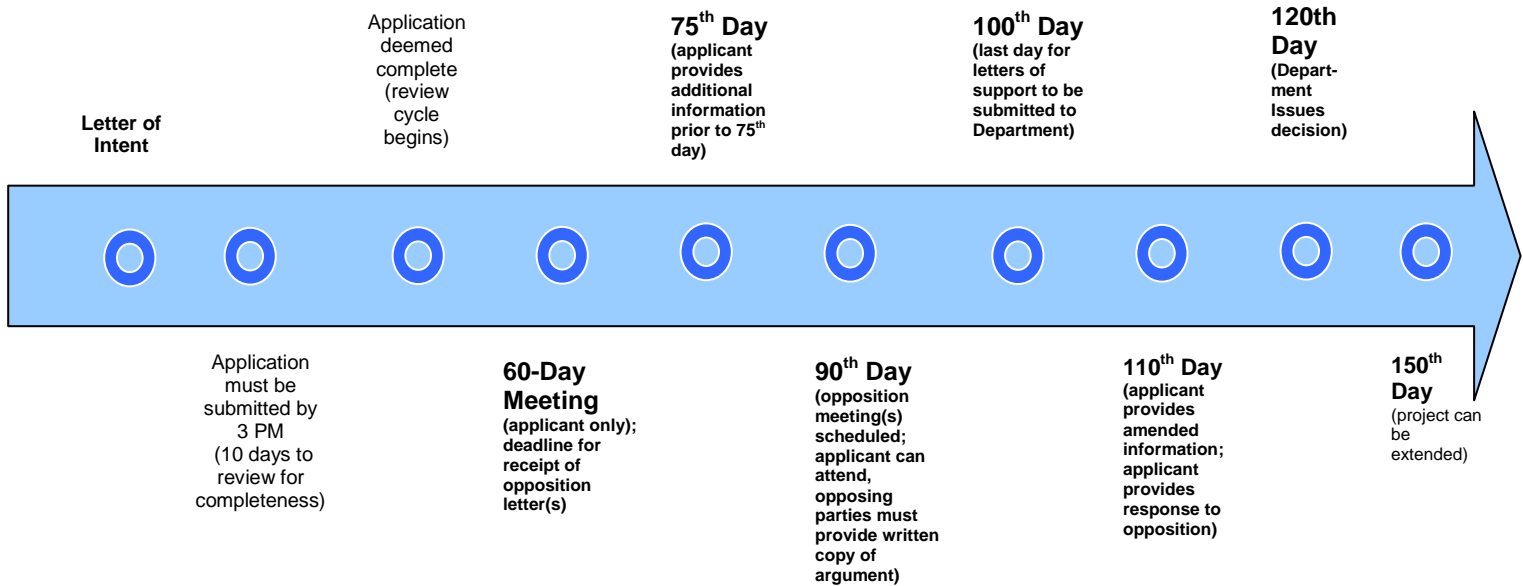 Letter of
Intent
Application
must be
submitted by
3 PM
(10 days to
review for
completeness)
Application
deemed
complete
(review
cycle
begins)
60-Day
Meeting
(applicant only);
deadline for
receipt of
opposition
letter(s)
75th Day
(applicant
provides
additional
information
prior to 75th
day)
90th Day
(opposition
meeting(s)
scheduled;
applicant can
attend,
opposing
parties must
provide written
copy of
argument)
100th Day
(last day for
letters of
support to be
submitted to
Department)
110th Day
(applicant
provides
amended
information;
applicant
provides
response to
opposition)
120th
Day
(Depart-
ment
Issues
decision)
150th
Day
(project can
be
extended)